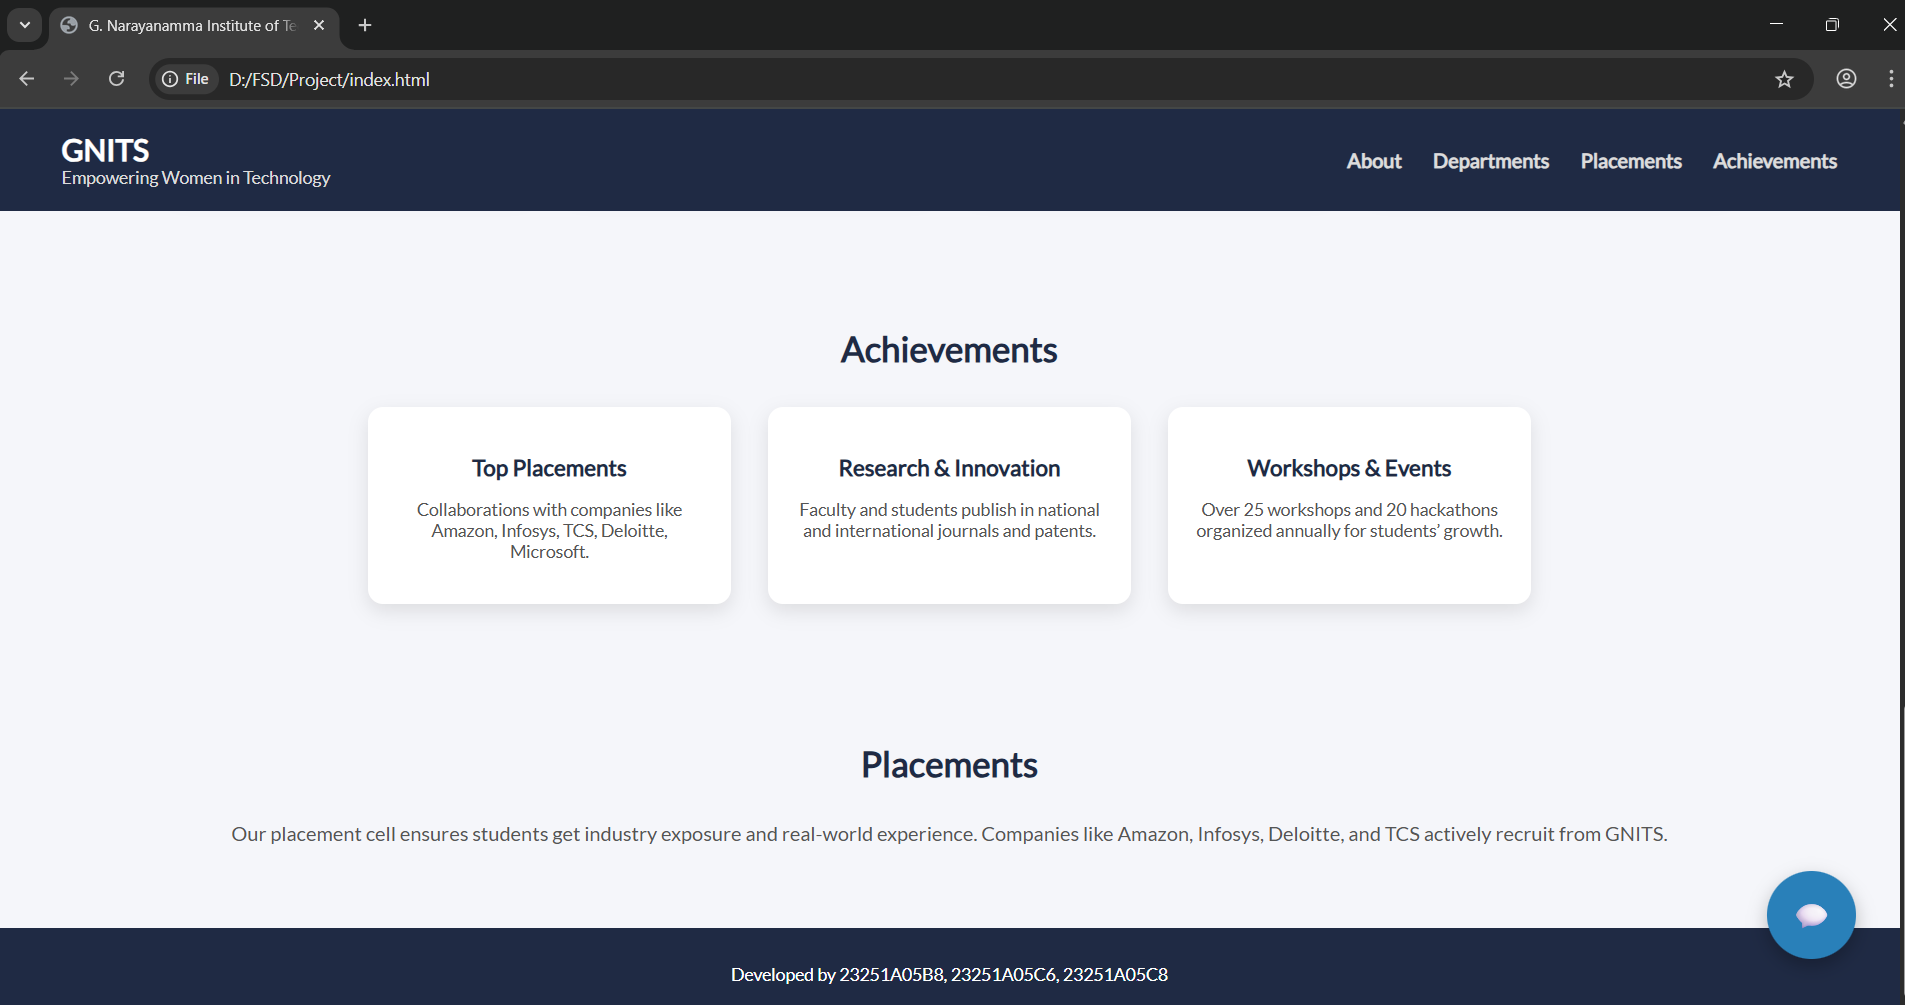 G. Narayanamma Institute of Te
File
D:/FSD/Project/index.html
GNITS
Empowering Women in Technology
About
Departments
Placements
Achievements
Achievements
Top Placements
Collaborations with companies like
Amazon, Infosys, TCS, Deloitte,
Microsoft.
Research & Innovation
Faculty and students publish in national
and international journals and patents.
Workshops & Events
Over 25 workshops and 20 hackathons
organized annually for students’ growth.
Placements
Our placement cell ensures students get industry exposure and real-world experience. Companies like Amazon, Infosys, Deloitte, and TCS actively recruit from GNITS.
Developed by 23251A05B8, 23251A05C6, 23251A05C8